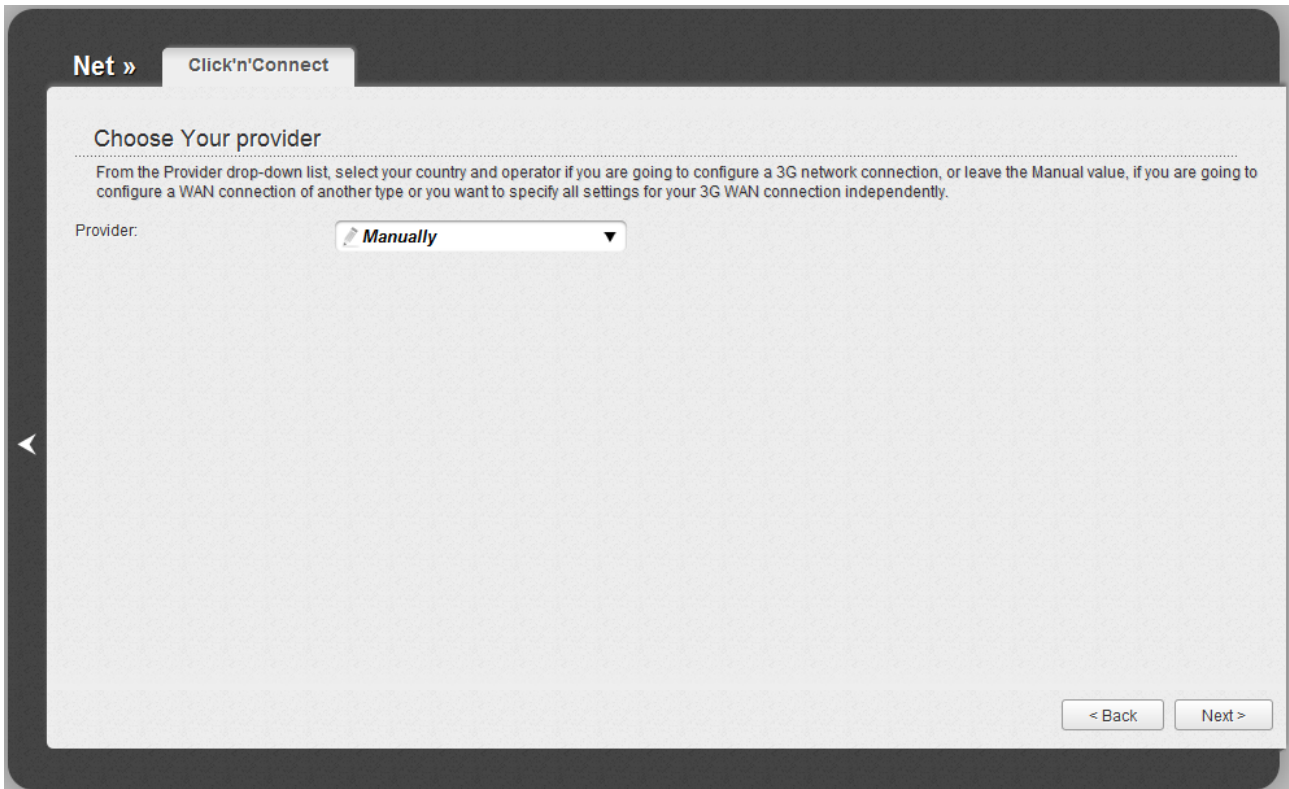 Net »
Click'n'Connect
Choose Your provider
From the Provider drop-down list, select your country and operator if you are going to configure a 3G network connection, or leave the Manual value, if you are going to
configure a WAN connection of another type or you want to specify all settings for your 3G WAN connection independently.
Provider:
Manually
< Back
Next >